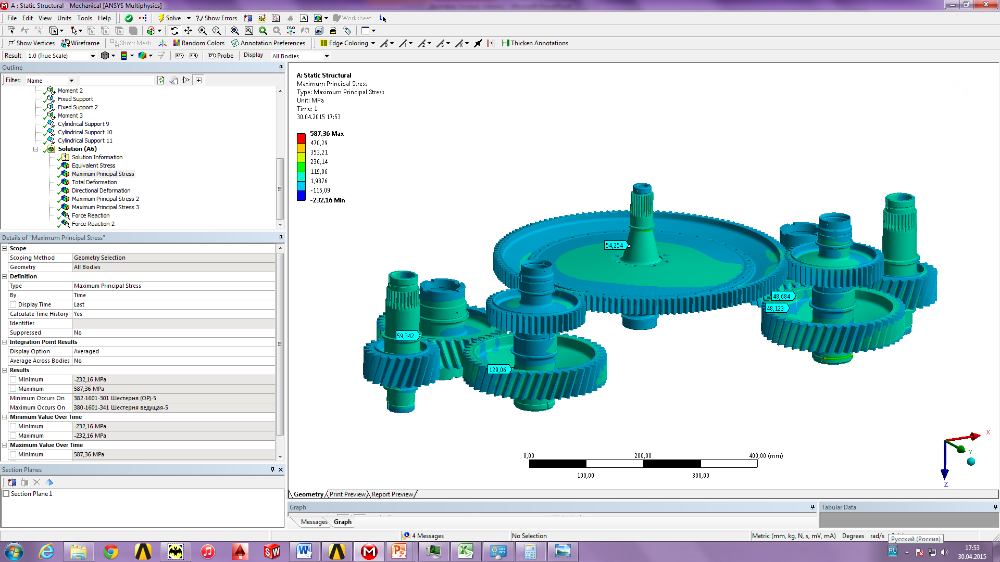 A : Static Structural - Mechanical [ANSYS Multiphysics]
File Edit View Units Tools Help Solve ?/ Show Errors Worksheet
Show Vertices Wireframe Show Mesh Random Colors Annotation Preferences Edge Coloring Thicken Annotations
Result 1.0 (True Scale) MAX MIN Probe Display All Bodies
Outline
Filter: Name
Moment 2
Fixed Support
Fixed Support 2
Moment 3
Cylindrical Support 9
Cylindrical Support 10
Cylindrical Support 11
Solution (A6)
Solution Information
Equivalent Stress
Maximum Principal Stress
Total Deformation
Directional Deformation
Maximum Principal Stress 2
Maximum Principal Stress 3
Force Reaction
Force Reaction 2
Details of "Maximum Principal Stress"
Scope
Scoping Method Geometry Selection
Geometry All Bodies
Definition
Type Maximum Principal Stress
By Time
Display Time Last
Calculate Time History Yes
Identifier
Suppressed No
Integration Point Results
Display Option Averaged
Average Across Bodies No
Results
Minimum -232,16 MPa
Maximum 587,36 MPa
Minimum Occurs On 382-1601-301 Шестерня (ОР)-5
Maximum Occurs On 380-1601-341 Шестерня ведущая-5
Minimum Value Over Time
Minimum -232,16 MPa
Maximum -232,16 MPa
Maximum Value Over Time
Minimum 587,36 MPa
Section Planes
Section Plane 1
A: Static Structural
Maximum Principal Stress
Type: Maximum Principal Stress
Unit: MPa
Time: 1
30.04.2015 17:53
587,36 Max
470,29
353,21
236,14
119,06
1,9876
-115,09
-232,16 Min
54,254
48,684
48,123
59,342
129,06
0,00 200,00 400,00 (mm)
100,00 300,00
X
Y
Z
Geometry Print Preview Report Preview
Graph
Tabular Data
Messages Graph
4 Messages No Selection Metric (mm, kg, N, s, mV, mA) Degrees rad/s
Русский (Россия)
RU
17:53
30.04.2015